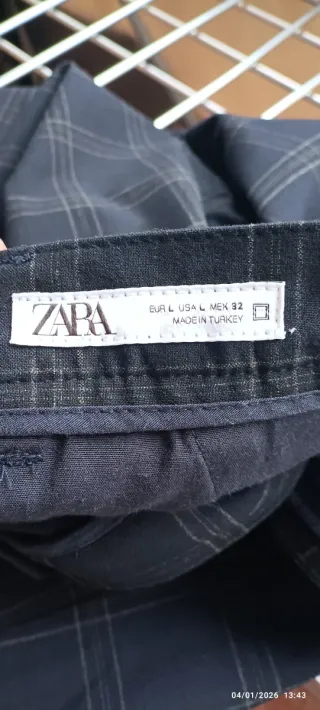 ZARA
EUR L USA L MEX 32
MADE IN TURKEY
04/01/2026 13:43